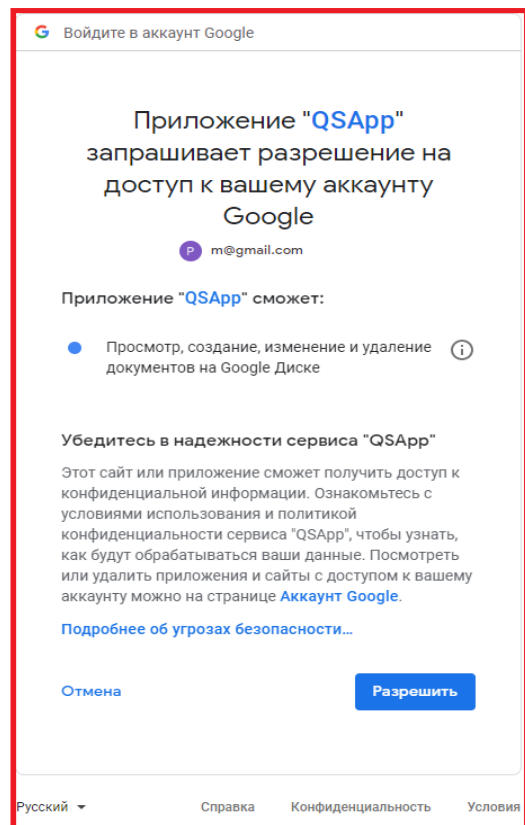 Войдите в аккаунт Google
Приложение "QSApp"
запрашивает разрешение на
доступ к вашему аккаунту
Google
P m@gmail.com
Приложение "QSApp" сможет:
Просмотр, создание, изменение и удаление
документов на Google Диске
Убедитесь в надежности сервиса "QSApp"
Этот сайт или приложение сможет получить доступ к
конфиденциальной информации. Ознакомьтесь с
условиями использования и политикой
конфиденциальности сервиса "QSApp", чтобы узнать,
как будут обрабатываться ваши данные. Посмотреть
или удалить приложения и сайты с доступом к вашему
аккаунту можно на странице Аккаунт Google.
Подробнее об угрозах безопасности...
Отмена Разрешить
Русский Справка Конфиденциальность Условия